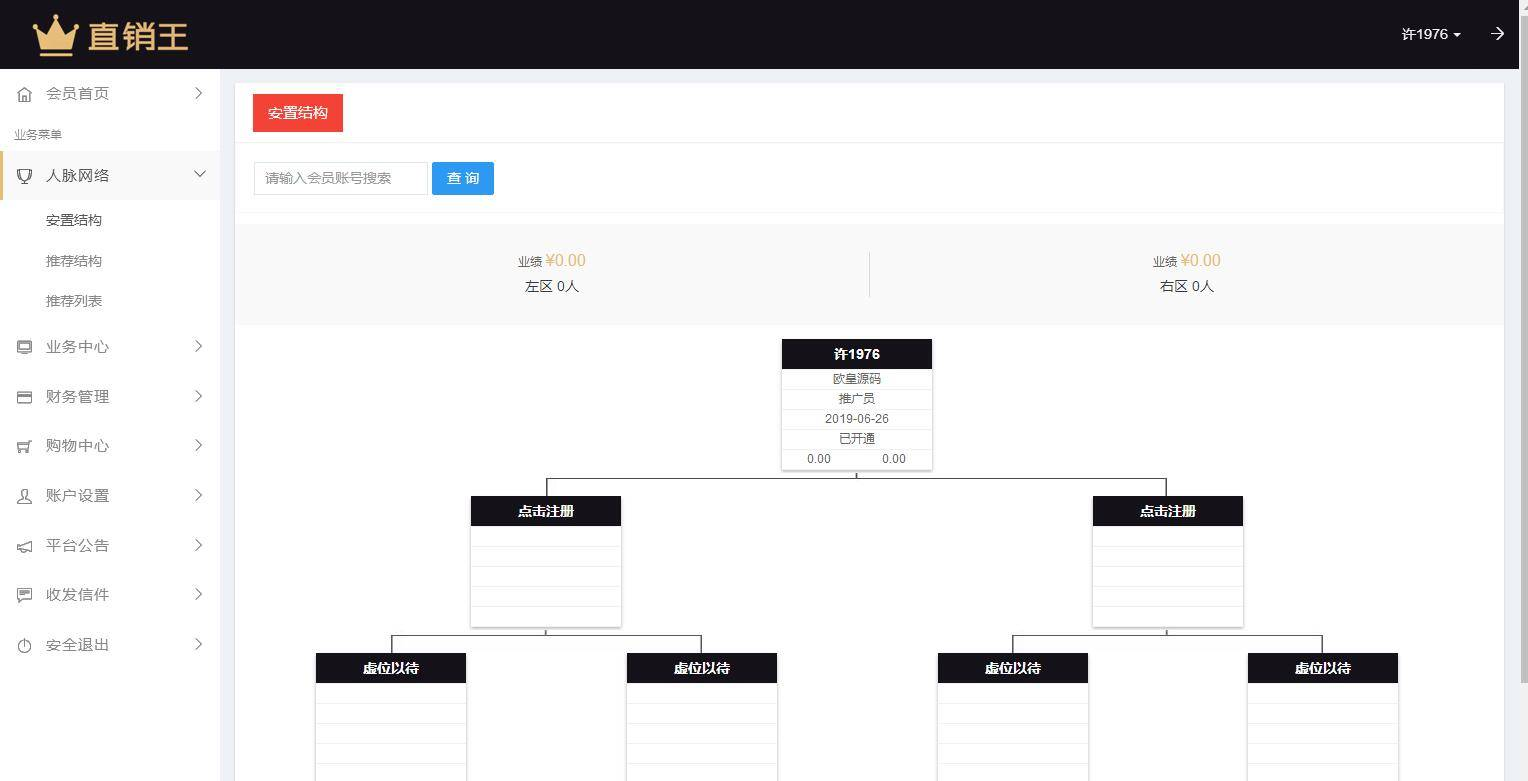 直销王
许1976
会员首页
业务菜单
人脉网络
安置结构
推荐结构
推荐列表
业务中心
财务管理
购物中心
账户设置
平台公告
收发信件
安全退出
安置结构
请输入会员账号搜索 查 询
业绩 ¥0.00 业绩 ¥0.00
左区 0人 右区 0人
许1976
欧皇源码
推广员
2019-06-26
已开通
0.00 0.00
点击注册 点击注册
虚位以待 虚位以待 虚位以待 虚位以待